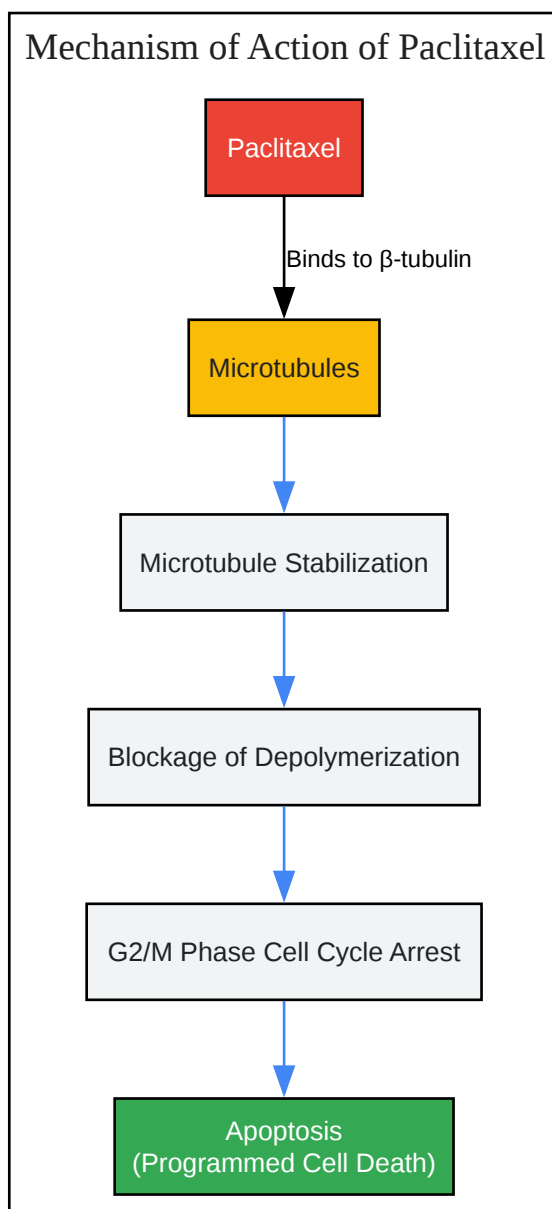 Mechanism of Action of Paclitaxel
Paclitaxel
Binds to β-tubulin
Microtubules
Microtubule Stabilization
Blockage of Depolymerization
G2/M Phase Cell Cycle Arrest
Apoptosis
(Programmed Cell Death)